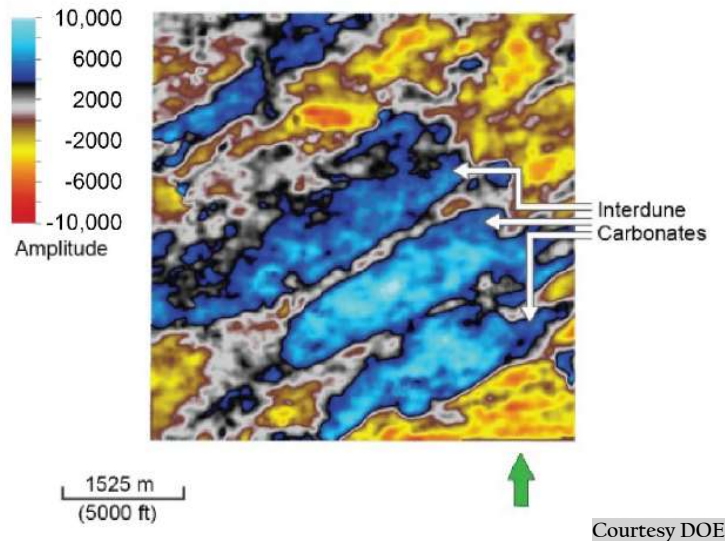 10,000
6000
2000
-2000
-6000
-10,000
Amplitude
Interdune
Carbonates
1525 m
(5000 ft)
Courtesy DOE